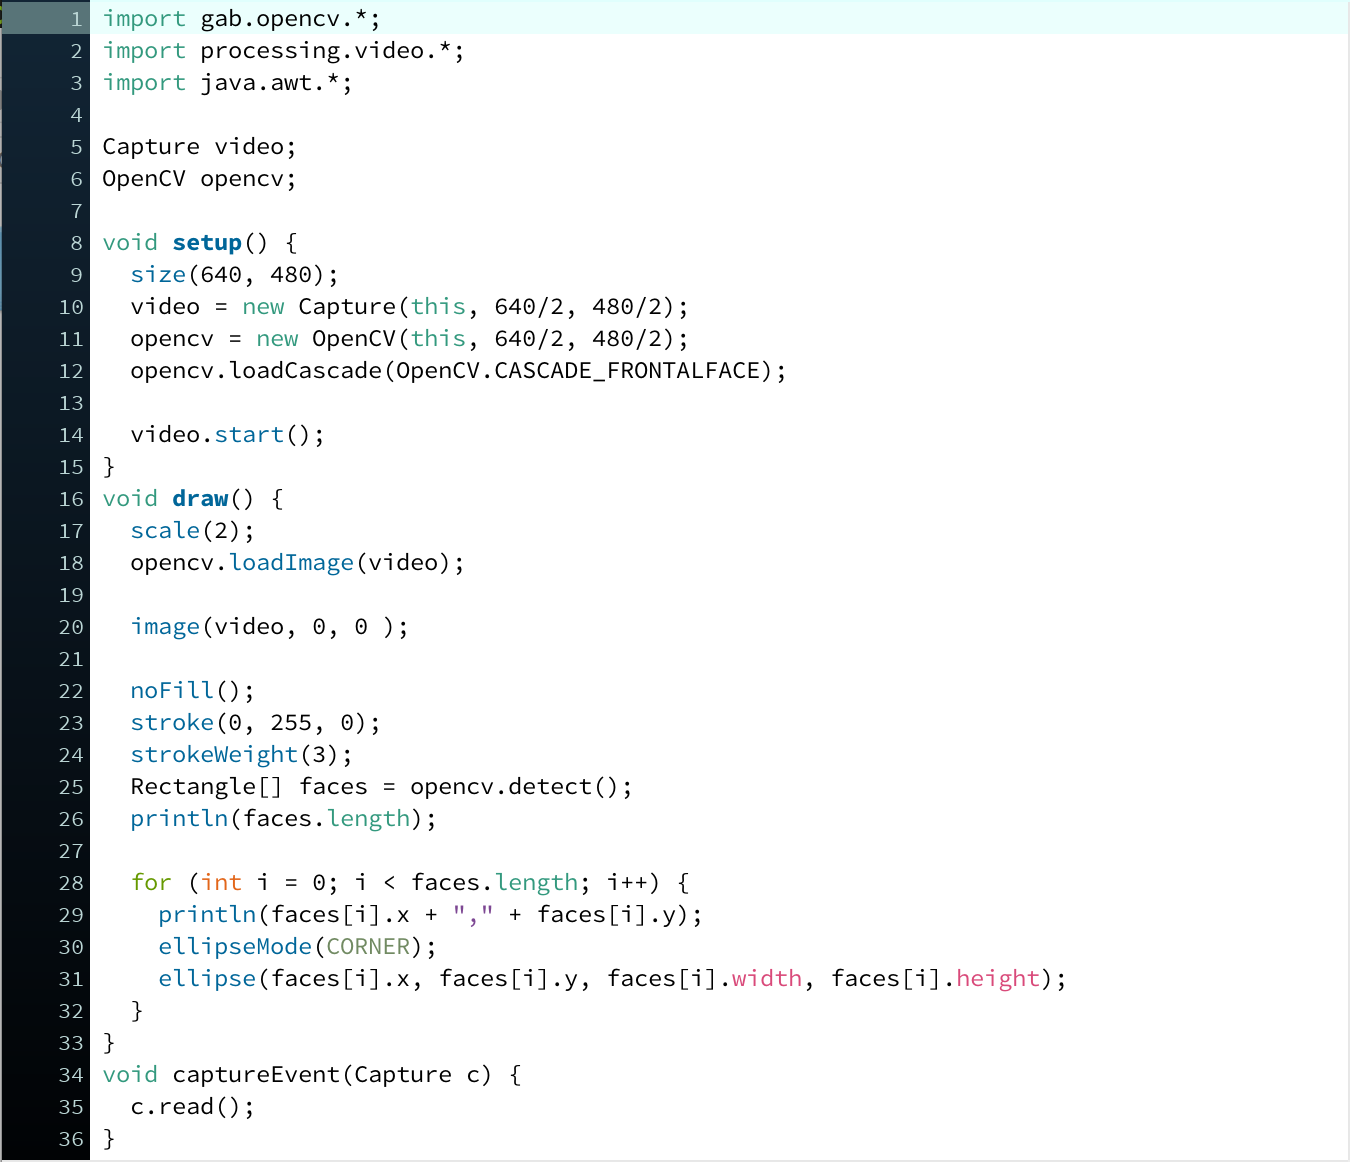 1 import gab.opencv.*;
2 import processing.video.*;
3 import java.awt.*;
4
5 Capture video;
6 OpenCV opencv;
7
8 void setup() {
9   size(640, 480);
10   video = new Capture(this, 640/2, 480/2);
11   opencv = new OpenCV(this, 640/2, 480/2);
12   opencv.loadCascade(OpenCV.CASCADE_FRONTALFACE);
13
14   video.start();
15 }
16 void draw() {
17   scale(2);
18   opencv.loadImage(video);
19
20   image(video, 0, 0 );
21
22   noFill();
23   stroke(0, 255, 0);
24   strokeWeight(3);
25   Rectangle[] faces = opencv.detect();
26   println(faces.length);
27
28   for (int i = 0; i < faces.length; i++) {
29     println(faces[i].x + "," + faces[i].y);
30     ellipseMode(CORNER);
31     ellipse(faces[i].x, faces[i].y, faces[i].width, faces[i].height);
32   }
33 }
34 void captureEvent(Capture c) {
35   c.read();
36 }